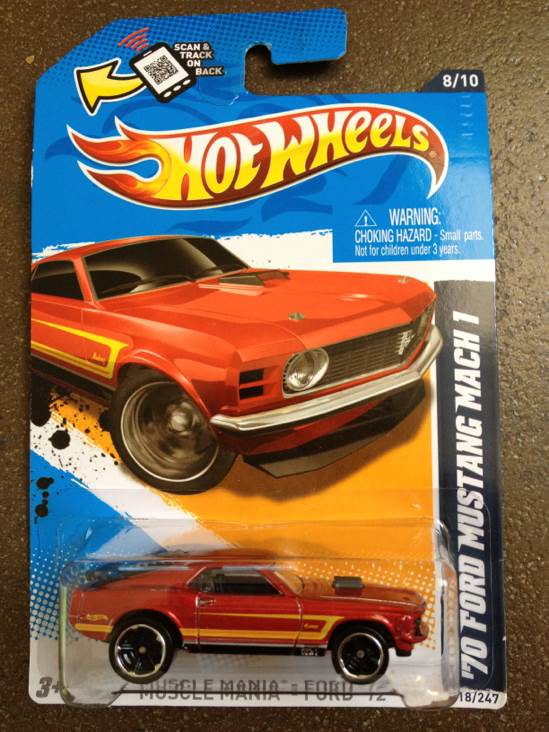 SCAN &
TRACK
ON
BACK
8/10
HOT WHEELS
WARNING:
CHOKING HAZARD - Small parts.
Not for children under 3 years.
'70 FORD MUSTANG MACH 1
3+
MUSCLE MANIA - FORD '12
18/247